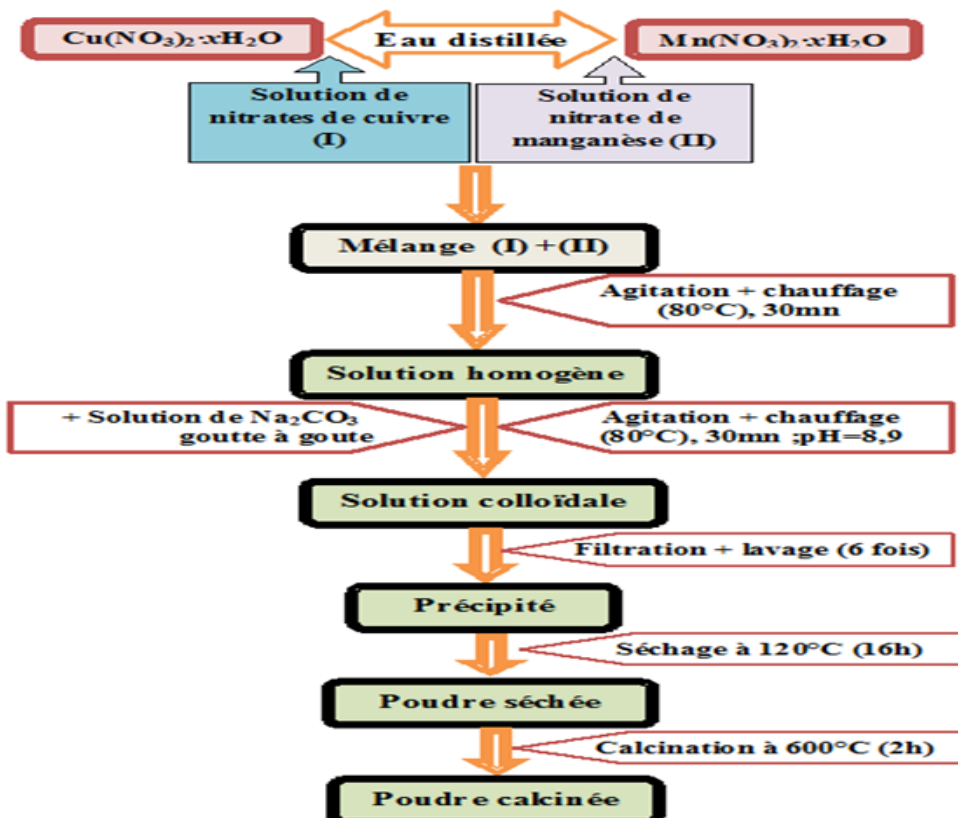 Cu(NO₃)₂·xH₂O
Eau distillée
Mn(NO₃)₂·xH₂O
Solution de
nitrates de cuivre
(I)
Solution de
nitrate de
manganèse (II)
Mélange (I) +(II)
Agitation + chauffage
(80°C), 30mn
Solution homogène
+ Solution de Na₂CO₃
goutte à goute
Agitation + chauffage
(80°C), 30mn ;pH=8,9
Solution colloïdale
Filtration + lavage (6 fois)
Précipité
Séchage à 120°C (16h)
Poudre séchée
Calcination à 600°C (2h)
Poudre calcinée